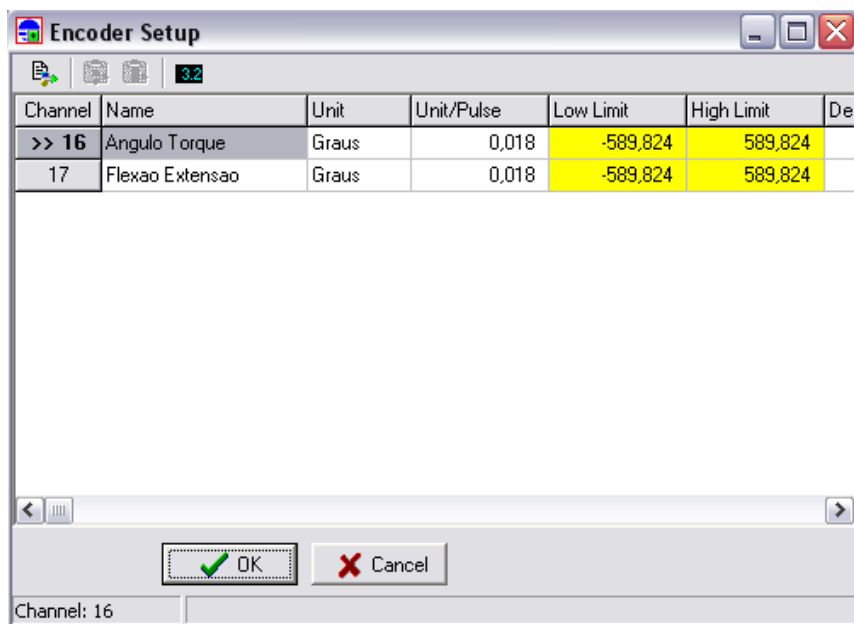 Encoder Setup
3.2
Channel Name Unit Unit/Pulse Low Limit High Limit De
>> 16 Angulo Torque Graus 0,018 -589,824 589,824
17 Flexao Extensao Graus 0,018 -589,824 589,824
OK Cancel
Channel: 16